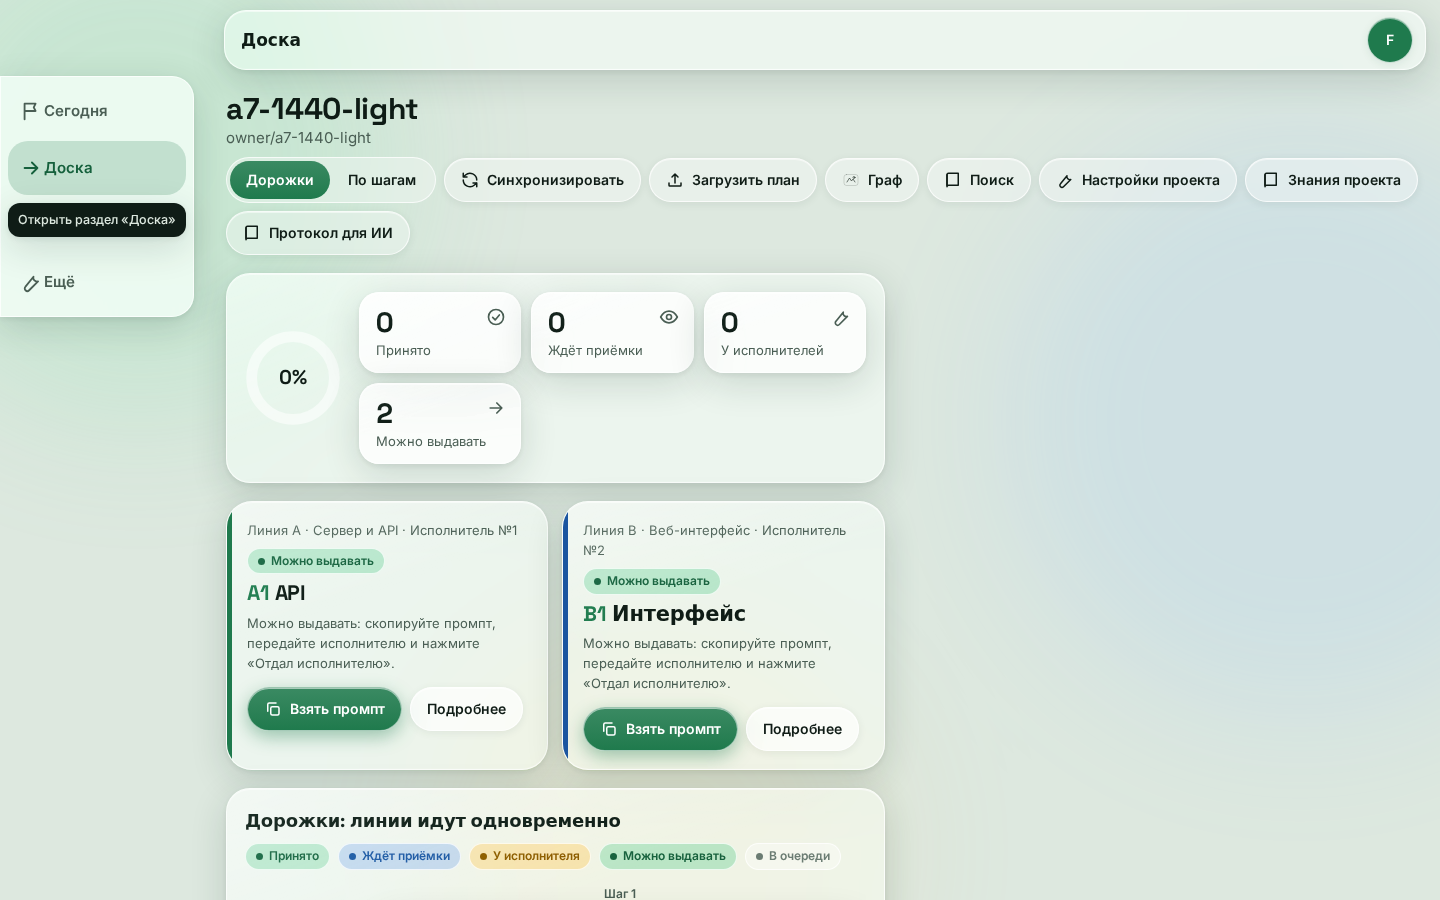 Доска
F
Сегодня
Доска
Открыть раздел «Доска»
Ещё
a7-1440-light
owner/a7-1440-light
Дорожки
По шагам
Синхронизировать
Загрузить план
Граф
Поиск
Настройки проекта
Знания проекта
Протокол для ИИ
0%
0
Принято
0
Ждёт приёмки
0
У исполнителей
2
Можно выдавать
Линия A · Сервер и API · Исполнитель №1
Можно выдавать
A1 API
Можно выдавать: скопируйте промпт,
передайте исполнителю и нажмите
«Отдал исполнителю».
Взять промпт
Подробнее
Линия B · Веб-интерфейс · Исполнитель
№2
Можно выдавать
B1 Интерфейс
Можно выдавать: скопируйте промпт,
передайте исполнителю и нажмите
«Отдал исполнителю».
Взять промпт
Подробнее
Дорожки: линии идут одновременно
Принято
Ждёт приёмки
У исполнителя
Можно выдавать
В очереди
Шаг 1